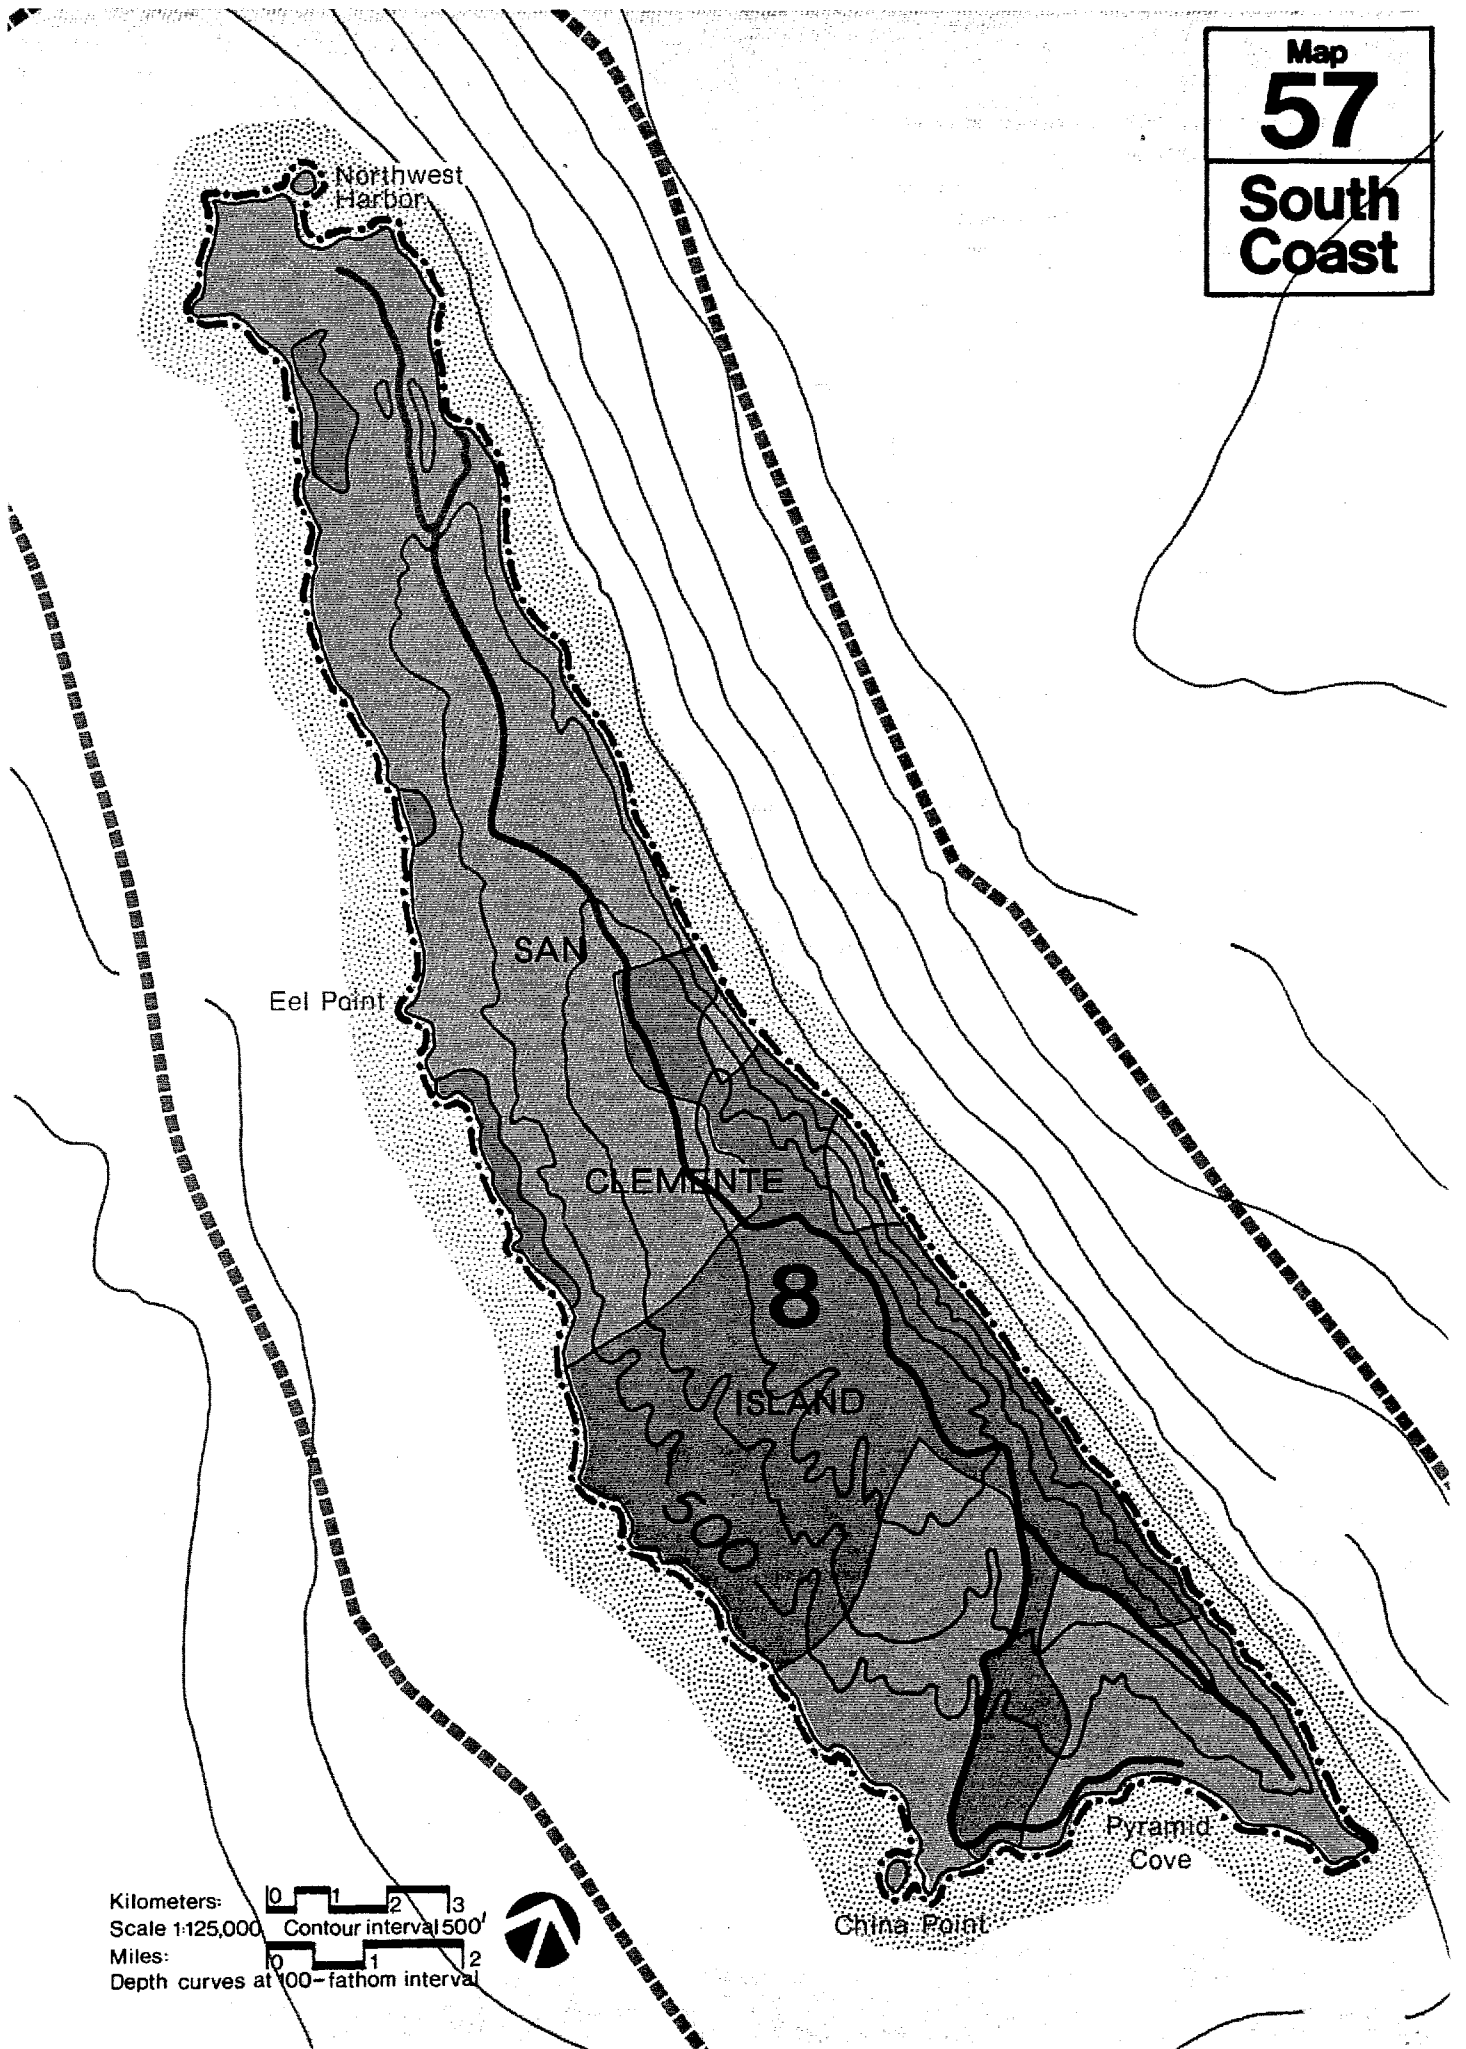 Map
57
South
Coast
Northwest
Harbor
SAN
Eel Point
CLEMENTE
8
ISLAND
500
Pyramid
Cove
China Point
Kilometers: 0 1 2 3
Scale 1:125,000 Contour interval 500'
Miles: 0 1 2
Depth curves at 100-fathom interval